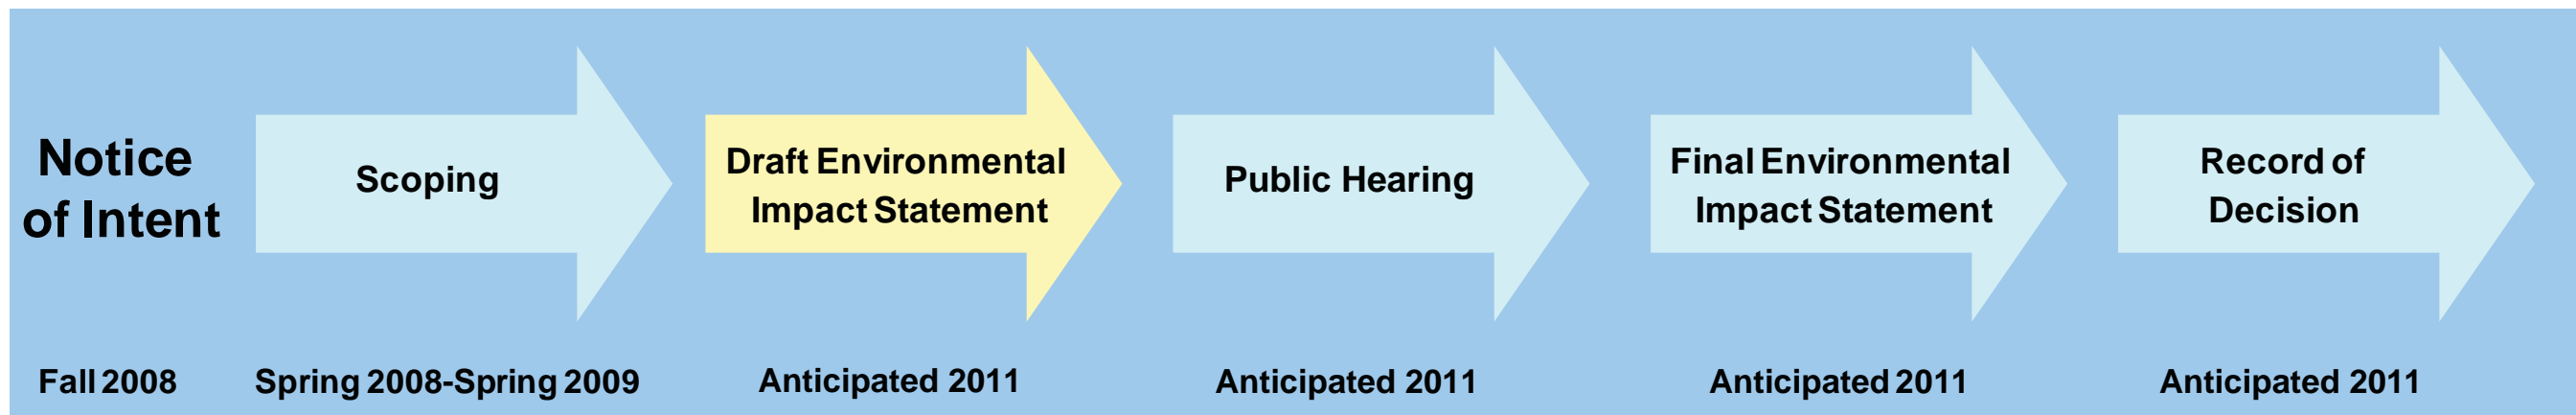 Notice
of Intent
Scoping
Draft Environmental
Impact Statement
Public Hearing
Final Environmental
Impact Statement
Record of
Decision
Fall 2008
Spring 2008-Spring 2009
Anticipated 2011
Anticipated 2011
Anticipated 2011
Anticipated 2011